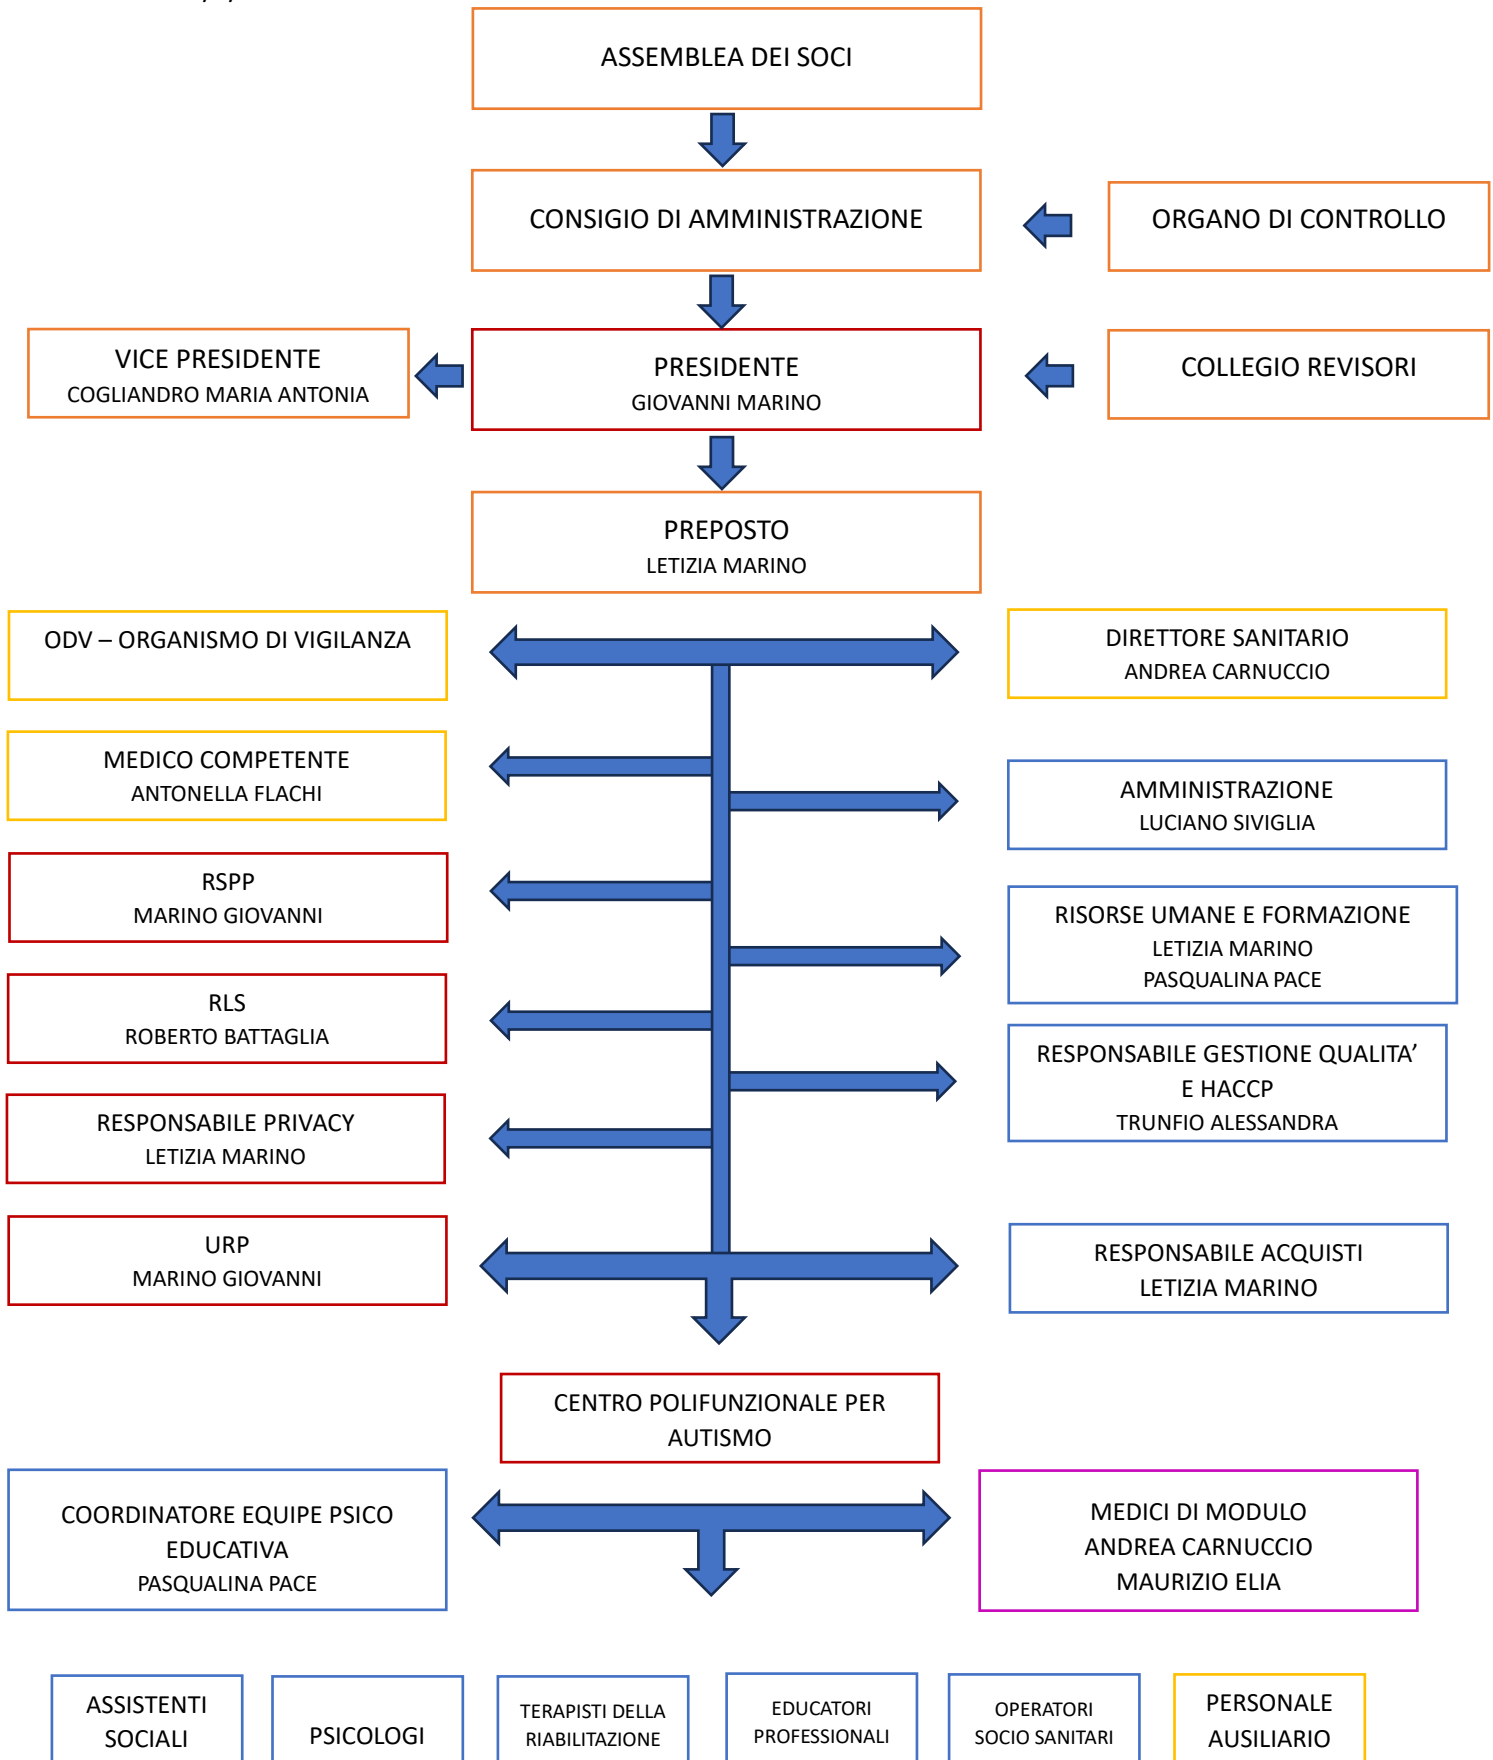 ASSEMBLEA DEI SOCI
CONSIGIO DI AMMINISTRAZIONE
ORGANO DI CONTROLLO
VICE PRESIDENTE
COGLIANDRO MARIA ANTONIA
PRESIDENTE
GIOVANNI MARINO
COLLEGIO REVISORI
PREPOSTO
LETIZIA MARINO
ODV – ORGANISMO DI VIGILANZA
DIRETTORE SANITARIO
ANDREA CARNUCCIO
MEDICO COMPETENTE
ANTONELLA FLACHI
AMMINISTRAZIONE
LUCIANO SIVIGLIA
RSPP
MARINO GIOVANNI
RISORSE UMANE E FORMAZIONE
LETIZIA MARINO
PASQUALINA PACE
RLS
ROBERTO BATTAGLIA
RESPONSABILE GESTIONE QUALITA’
E HACCP
TRUNFIO ALESSANDRA
RESPONSABILE PRIVACY
LETIZIA MARINO
URP
MARINO GIOVANNI
RESPONSABILE ACQUISTI
LETIZIA MARINO
CENTRO POLIFUNZIONALE PER
AUTISMO
COORDINATORE EQUIPE PSICO
EDUCATIVA
PASQUALINA PACE
MEDICI DI MODULO
ANDREA CARNUCCIO
MAURIZIO ELIA
ASSISTENTI
SOCIALI
PSICOLOGI
TERAPISTI DELLA
RIABILITAZIONE
EDUCATORI
PROFESSIONALI
OPERATORI
SOCIO SANITARI
PERSONALE
AUSILIARIO